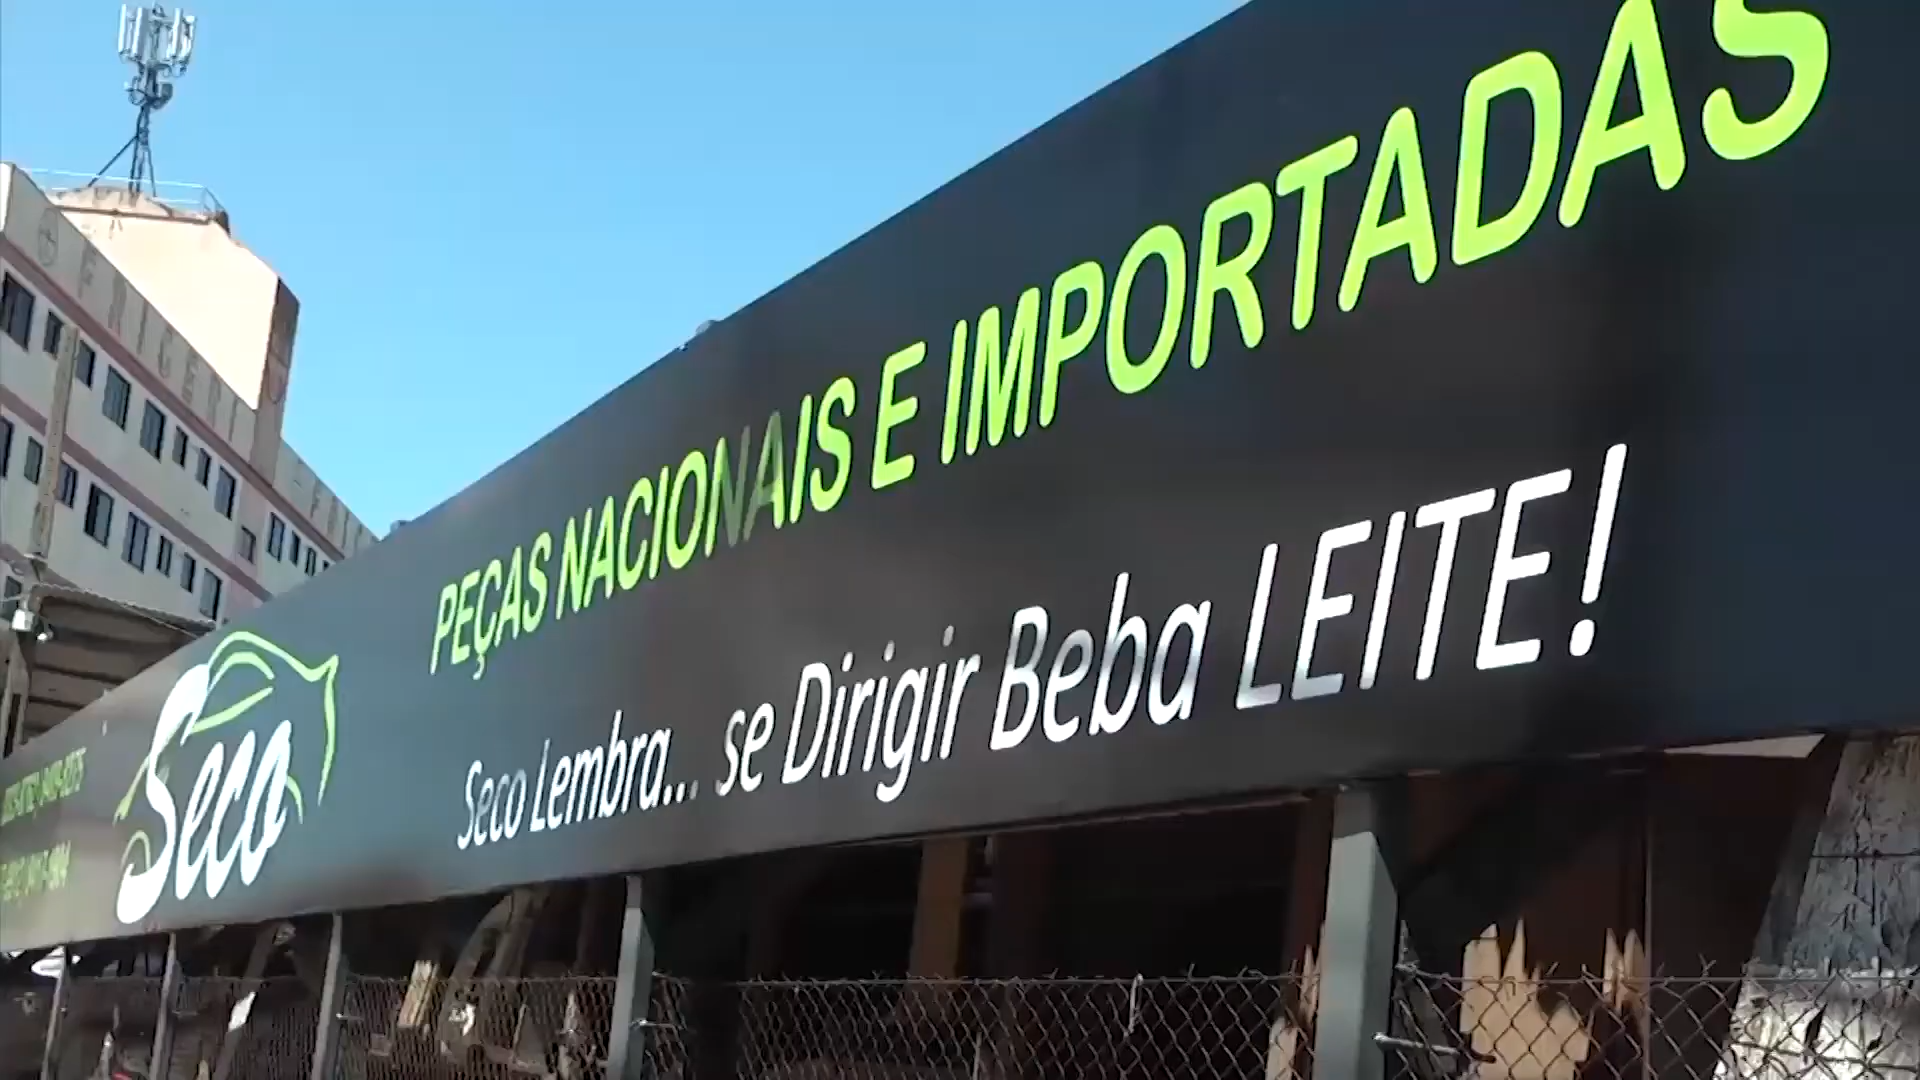 PEÇAS NACIONAIS E IMPORTADAS
Seco
Seco Lembra... se Dirigir Beba LEITE!